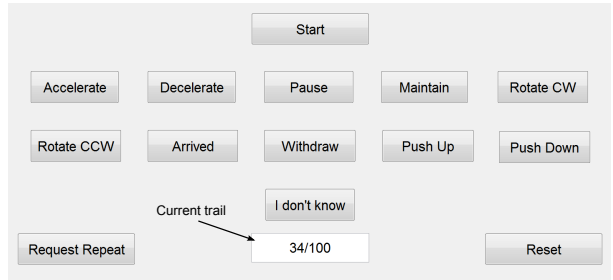 Start
Accelerate Decelerate Pause Maintain Rotate CW
Rotate CCW Arrived Withdraw Push Up Push Down
I don't know
Current trail
Request Repeat 34/100 Reset